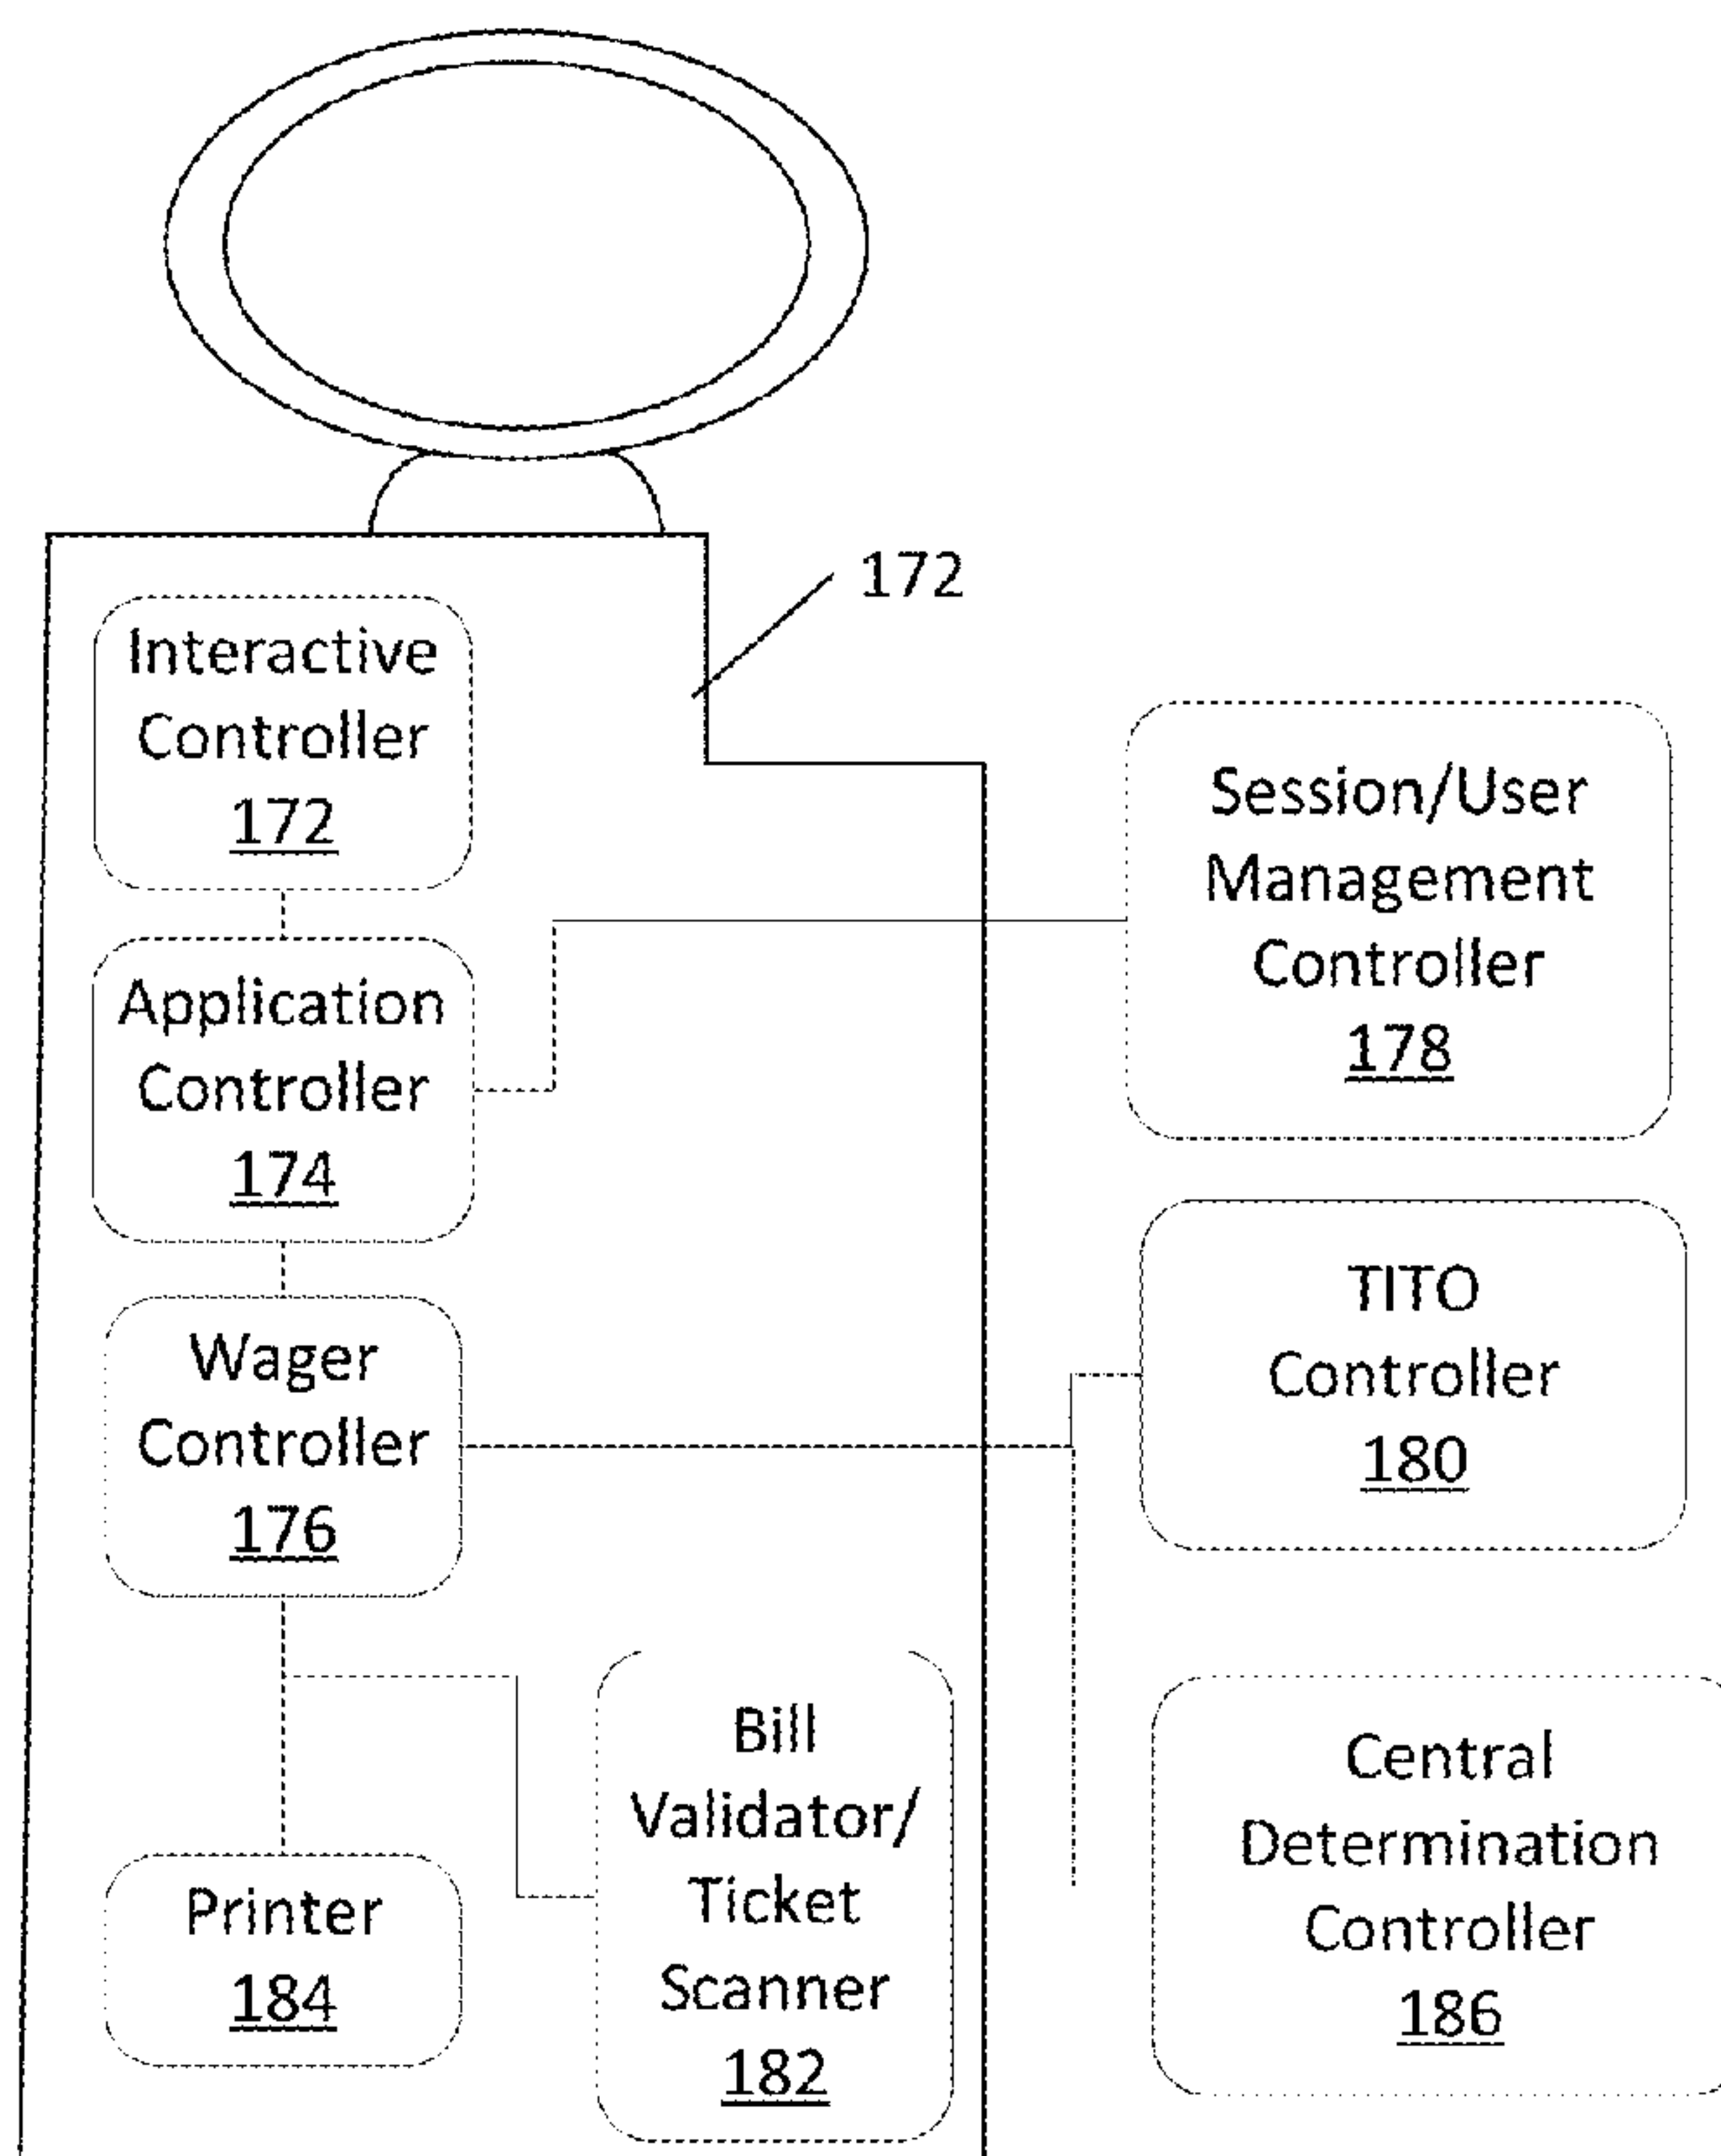 172
Interactive
Controller
172
Application
Controller
174
Wager
Controller
176
Printer
184
Bill
Validator/
Ticket
Scanner
182
Session/User
Management
Controller
178
TITO
Controller
180
Central
Determination
Controller
186